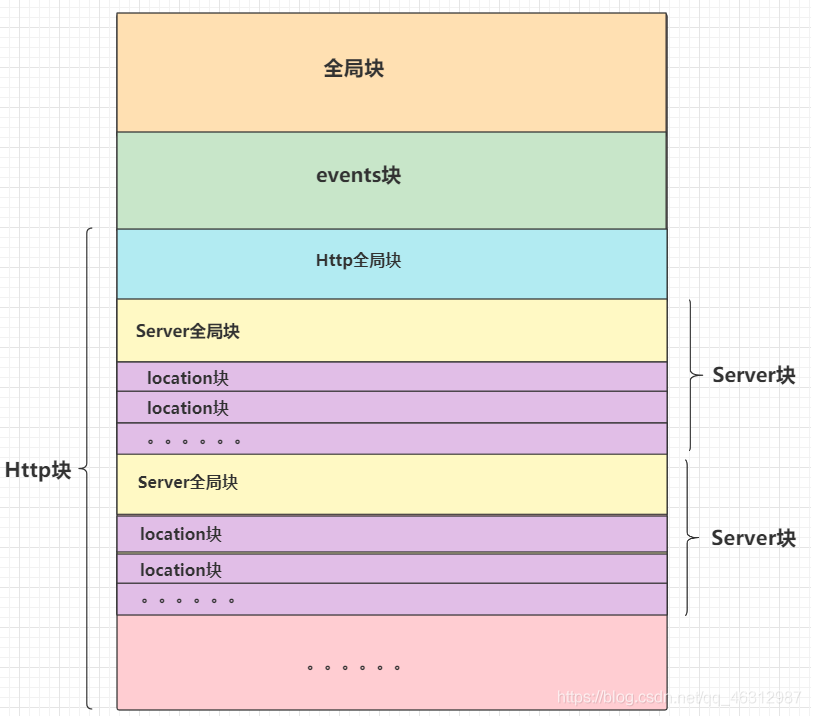 全局块
events块
Http全局块
Server全局块
location块
location块
。。。。。。
Server块
Http块
Server全局块
location块
location块
。。。。。。
Server块
。。。。。。
https://blog.csdn.net/qq_46312987